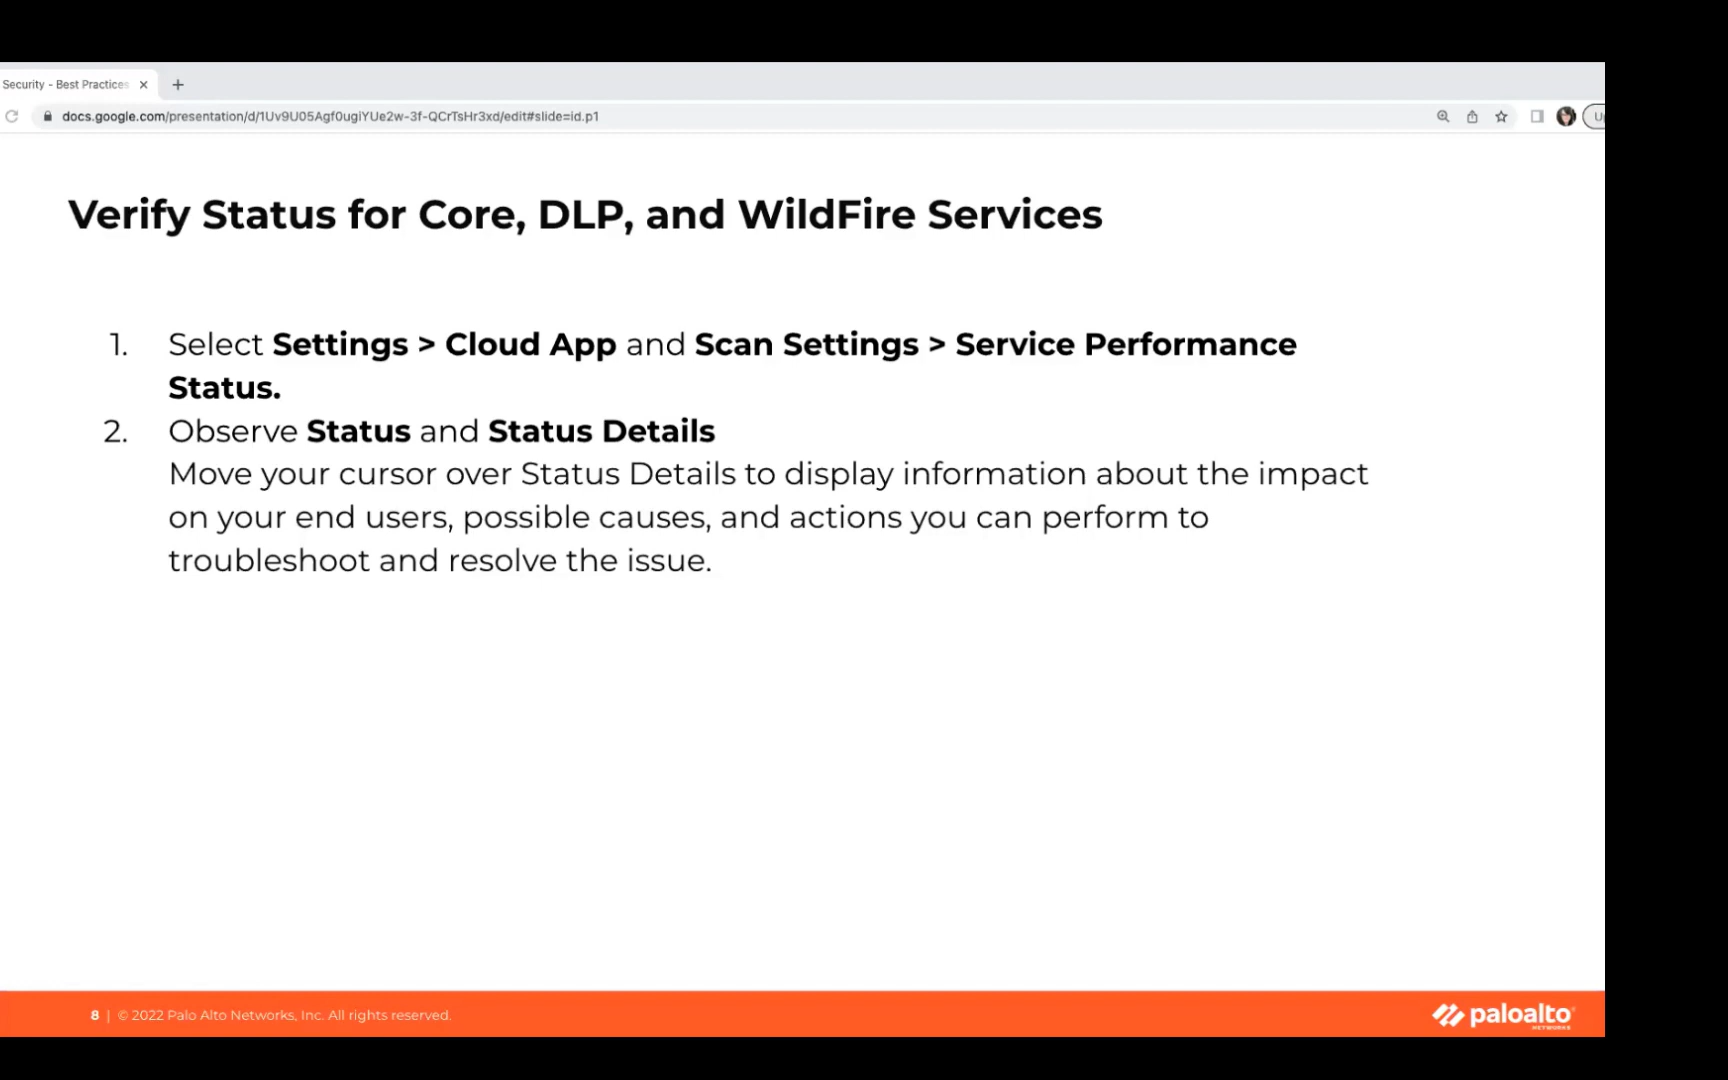 Security - Best Practices
docs.google.com/presentation/d/1Uv9U05Agf0ugiYUe2w-3f-QCrTsHr3xd/edit#slide=id.p1
Verify Status for Core, DLP, and WildFire Services
1. Select Settings > Cloud App and Scan Settings > Service Performance
Status.
2. Observe Status and Status Details
Move your cursor over Status Details to display information about the impact
on your end users, possible causes, and actions you can perform to
troubleshoot and resolve the issue.
8 | © 2022 Palo Alto Networks, Inc. All rights reserved.
paloalto
NETWORKS